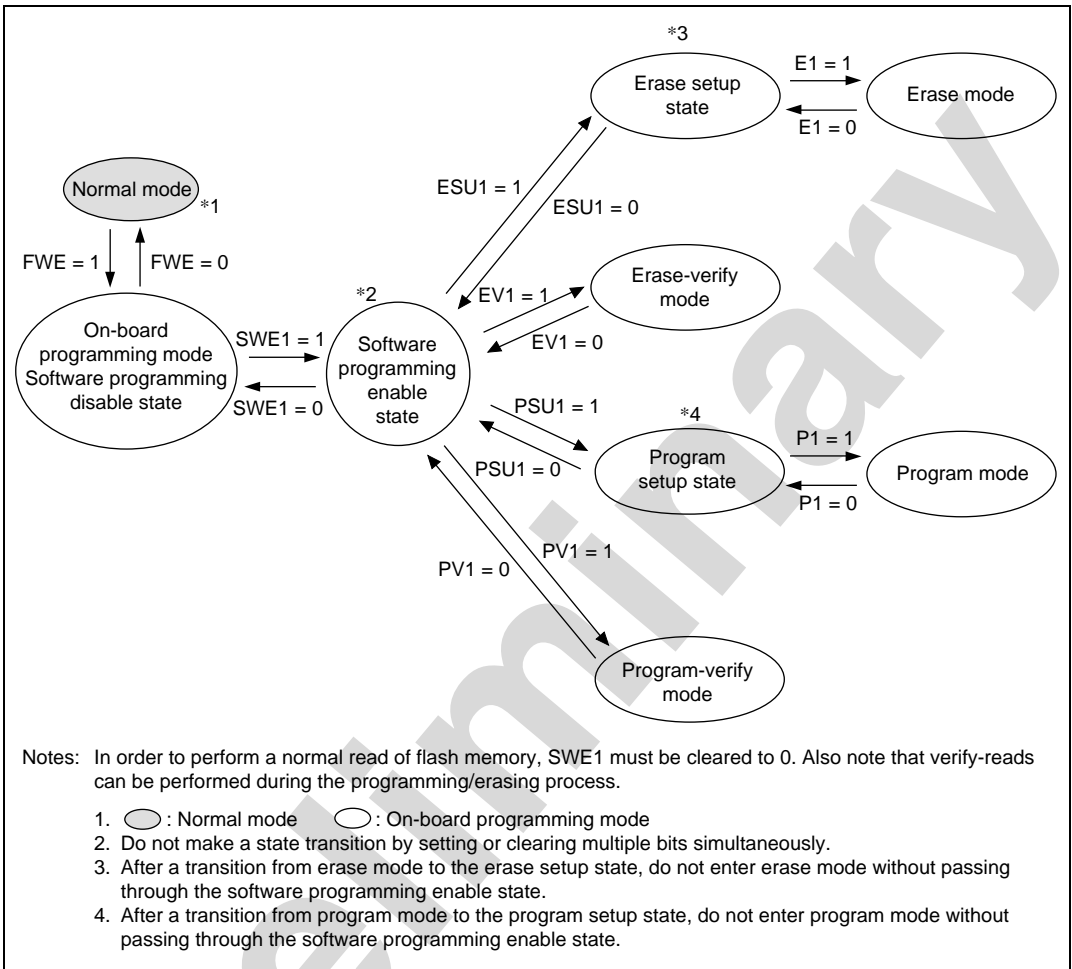 *3
Erase setup
state
E1 = 1
E1 = 0
Erase mode
Normal mode
*1
FWE = 1
FWE = 0
ESU1 = 1
ESU1 = 0
On-board
programming mode
Software programming
disable state
SWE1 = 1
SWE1 = 0
*2
Software
programming
enable
state
EV1 = 1
EV1 = 0
Erase-verify
mode
PSU1 = 1
PSU1 = 0
*4
Program
setup state
P1 = 1
P1 = 0
Program mode
PV1 = 1
PV1 = 0
Program-verify
mode
Notes: In order to perform a normal read of flash memory, SWE1 must be cleared to 0. Also note that verify-reads
can be performed during the programming/erasing process.
1. : Normal mode : On-board programming mode
2. Do not make a state transition by setting or clearing multiple bits simultaneously.
3. After a transition from erase mode to the erase setup state, do not enter erase mode without passing
through the software programming enable state.
4. After a transition from program mode to the program setup state, do not enter program mode without
passing through the software programming enable state.
eliminary